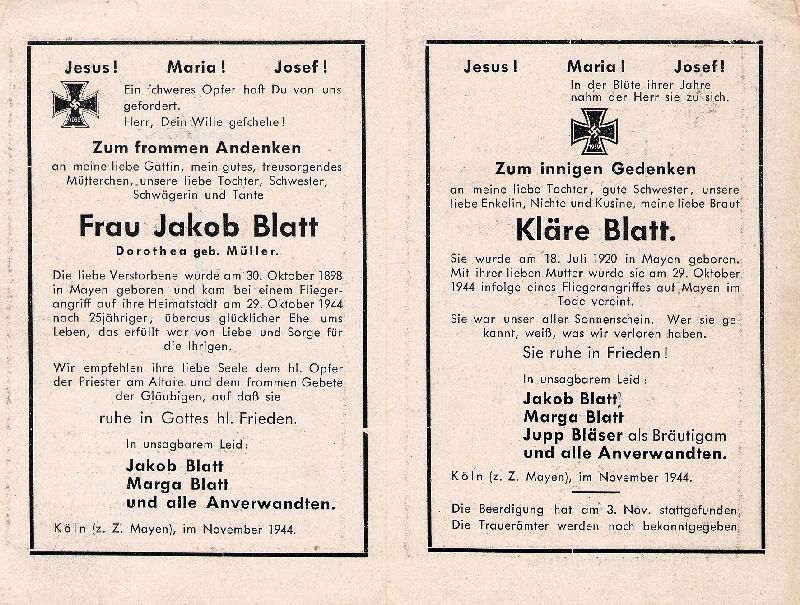 Jesus! Maria! Josef!
Ein schweres Opfer hast Du von uns
gefordert.
Herr, Dein Wille geschehe!
Zum frommen Andenken
an meine liebe Gattin, mein gutes, treusorgendes
Mütterchen, unsere liebe Tochter, Schwester,
Schwägerin und Tante
Frau Jakob Blatt
Dorothea geb. Müller.
Die liebe Verstorbene wurde am 30. Oktober 1898
in Mayen geboren und kam bei einem Flieger-
angriff auf ihre Heimatstadt am 29. Oktober 1944
nach 25jähriger, überaus glücklicher Ehe ums
Leben, das erfüllt war von Liebe und Sorge für
die Ihrigen.
Wir empfehlen ihre liebe Seele dem hl. Opfer
der Priester am Altare und dem frommen Gebete
der Gläubigen, auf daß sie
ruhe in Gottes hl. Frieden.
In unsagbarem Leid:
Jakob Blatt
Marga Blatt
und alle Anverwandten.
Köln (z. Z. Mayen), im November 1944.
Jesus! Maria! Josef!
In der Blüte ihrer Jahre
nahm der Herr sie zu sich.
1939
Zum innigen Gedenken
an meine liebe Tochter, gute Schwester, unsere
liebe Enkelin, Nichte und Kusine, meine liebe Braut
Kläre Blatt.
Sie wurde am 18. Juli 1920 in Mayen geboren.
Mit ihrer lieben Mutter wurde sie am 29. Oktober
1944 infolge eines Fliegerangriffes auf Mayen im
Tode vereint.
Sie war unser aller Sonnenschein. Wer sie ge-
kannt, weiß, was wir verloren haben.
Sie ruhe in Frieden!
In unsagbarem Leid:
Jakob Blatt
Marga Blatt
Jupp Bläser als Bräutigam
und alle Anverwandten.
Köln (z. Z. Mayen), im November 1944.
Die Beerdigung hat am 3. Nov. stattgefunden
Die Trauerämter werden noch bekanntgegeben